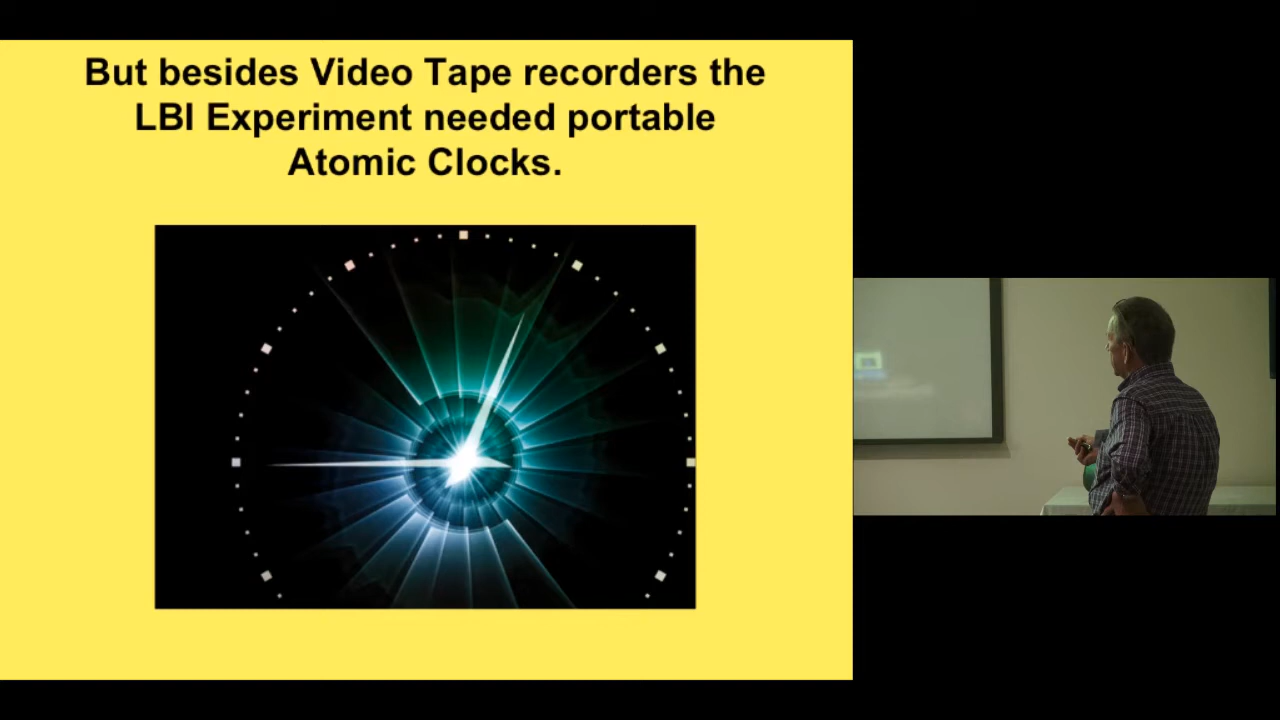 But besides Video Tape recorders the
LBI Experiment needed portable
Atomic Clocks.